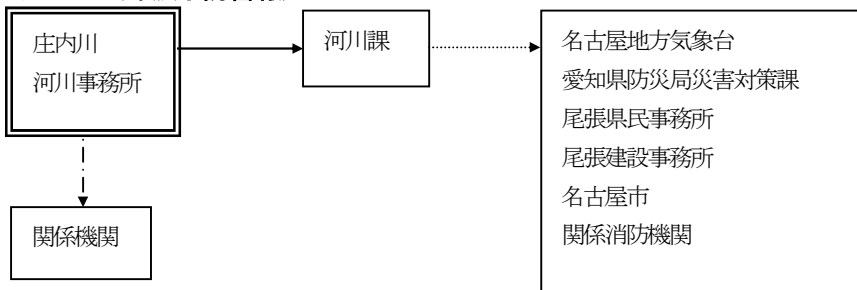 庄内川
河川事務所
河川課
名古屋地方気象台
愛知県防災局災害対策課
尾張県民事務所
尾張建設事務所
名古屋市
関係消防機関
関係機関